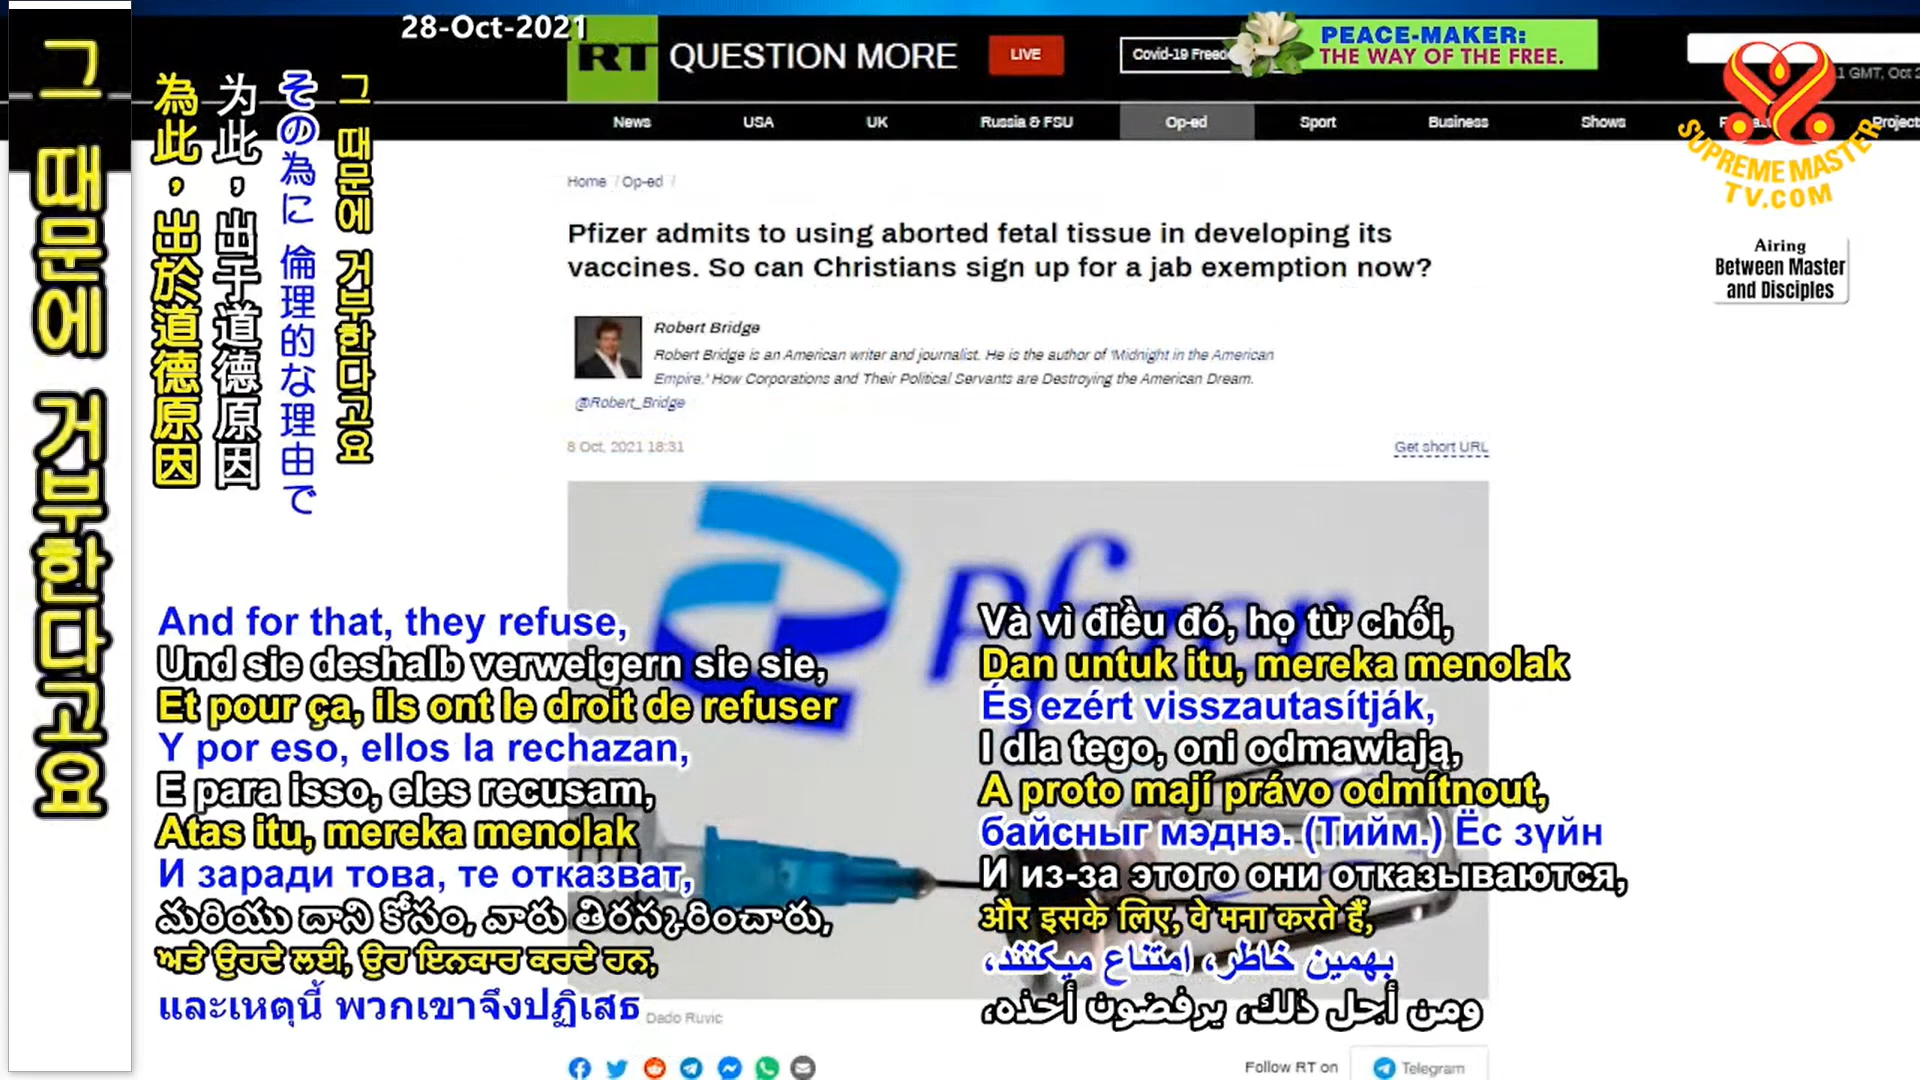 28-Oct-2021
RT
QUESTION MORE
LIVE
PEACE-MAKER:
THE WAY OF THE FREE.
1 GMT, Oct
SUPREME MASTER
TV.COM
News
USA
UK
Russia & FSU
Op-ed
Sport
Business
Shows
Projects
Airing
Between Master
and Disciples
Home / Op-ed /
Pfizer admits to using aborted fetal tissue in developing its
vaccines. So can Christians sign up for a jab exemption now?
Robert Bridge
Robert Bridge is an American writer and journalist. He is the author of 'Midnight in the American
Empire,' How Corporations and Their Political Servants are Destroying the American Dream.
@Robert_Bridge
8 Oct, 2021 18:31
Get short URL
그 때문에 거부한다고요
為此，出於道德原因
为此，出于道德原因
その為に 倫理的な理由で
그 때문에 거부한다고요
Pfizer
And for that, they refuse,
Und sie deshalb verweigern sie sie,
Et pour ça, ils ont le droit de refuser
Y por eso, ellos la rechazan,
E para isso, eles recusam,
Atas itu, mereka menolak
И заради това, те отказват,
మరియు దాని కోసం, వారు తిరస్కరించారు,
ਅਤੇ ਉਹਦੇ ਲਈ, ਉਹ ਇਨਕਾਰ ਕਰਦੇ ਹਨ,
และเหตุนี้ พวกเขาจึงปฏิเสธ
Và vì điều đó, họ từ chối,
Dan untuk itu, mereka menolak
És ezért visszautasítják,
I dla tego, oni odmawiają,
A proto mají právo odmítnout,
байсныг мэднэ. (Тийм.) Ёс зүйн
И из-за этого они отказываются,
और इसके लिए, वे मना करते हैं,
بهمین خاطر، امتناع میکنند،
ومن أجل ذلك، يرفضون أخذه،
Dado Ruvic
Follow RT on
Telegram